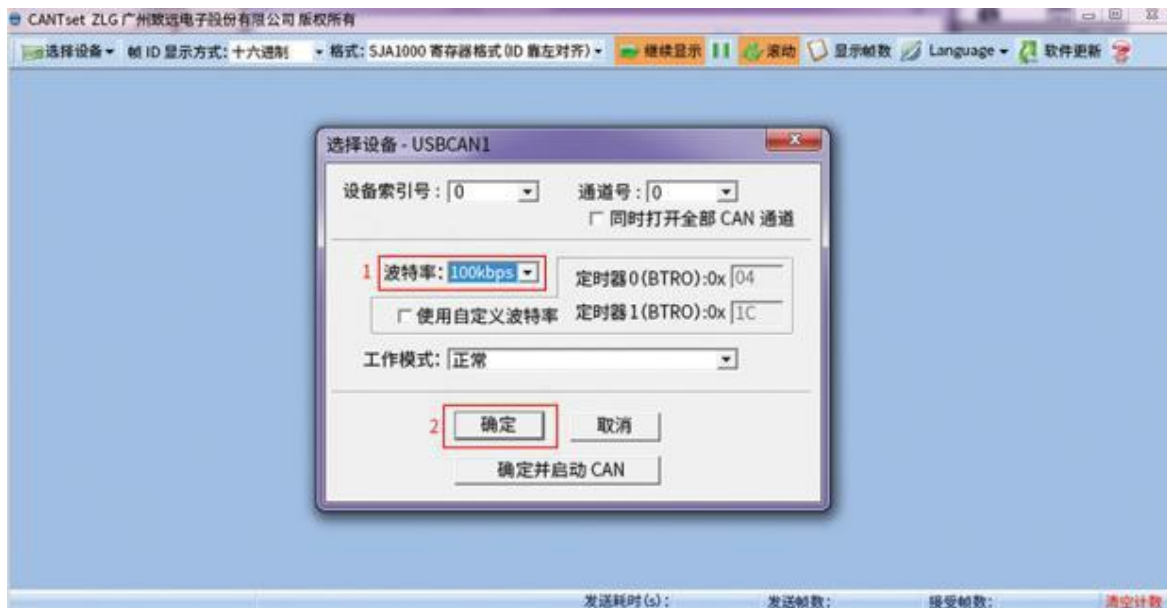 CANTset ZLG 广州致远电子股份有限公司 版权所有
选择设备 帧 ID 显示方式: 十六进制 格式: SJA1000 寄存器格式 (ID 靠左对齐) 继续显示 滚动 显示帧数 Language 软件更新
选择设备 - USBCAN1
设备索引号: 0 通道号: 0
同时打开全部 CAN 通道
1 波特率: 100kbps 定时器0(BTRO):0x 04
使用自定义波特率 定时器1(BTRO):0x 1C
工作模式: 正常
2 确定 取消
确定并启动 CAN
发送耗时(s): 发送帧数: 接受帧数: 清空计数